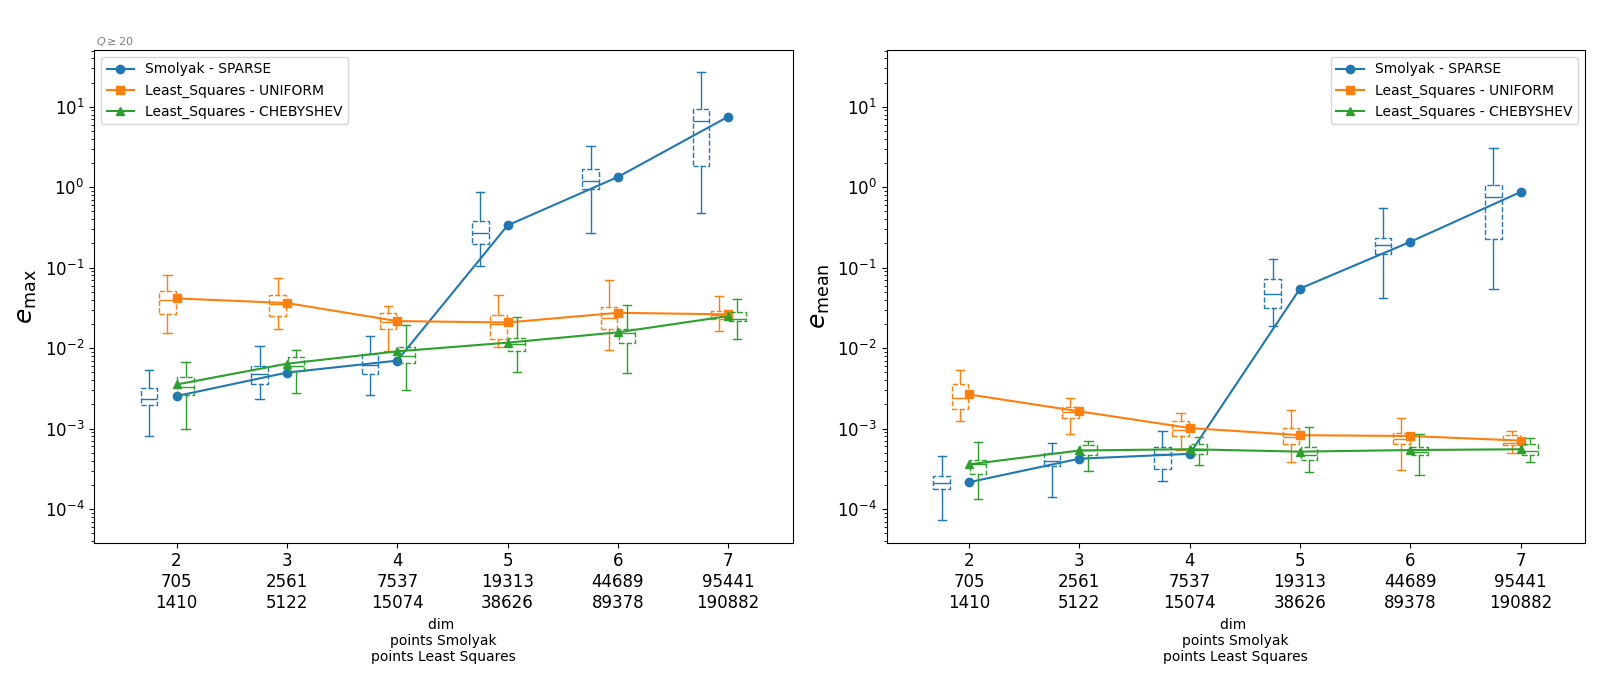 Q ≥ 20
Smolyak - SPARSE
Least_Squares - UNIFORM
Least_Squares - CHEBYSHEV
10¹
10⁰
10⁻¹
10⁻²
10⁻³
10⁻⁴
e_max
2 3 4 5 6 7
705 2561 7537 19313 44689 95441
1410 5122 15074 38626 89378 190882
dim
points Smolyak
points Least Squares
Smolyak - SPARSE
Least_Squares - UNIFORM
Least_Squares - CHEBYSHEV
10¹
10⁰
10⁻¹
10⁻²
10⁻³
10⁻⁴
e_mean
2 3 4 5 6 7
705 2561 7537 19313 44689 95441
1410 5122 15074 38626 89378 190882
dim
points Smolyak
points Least Squares